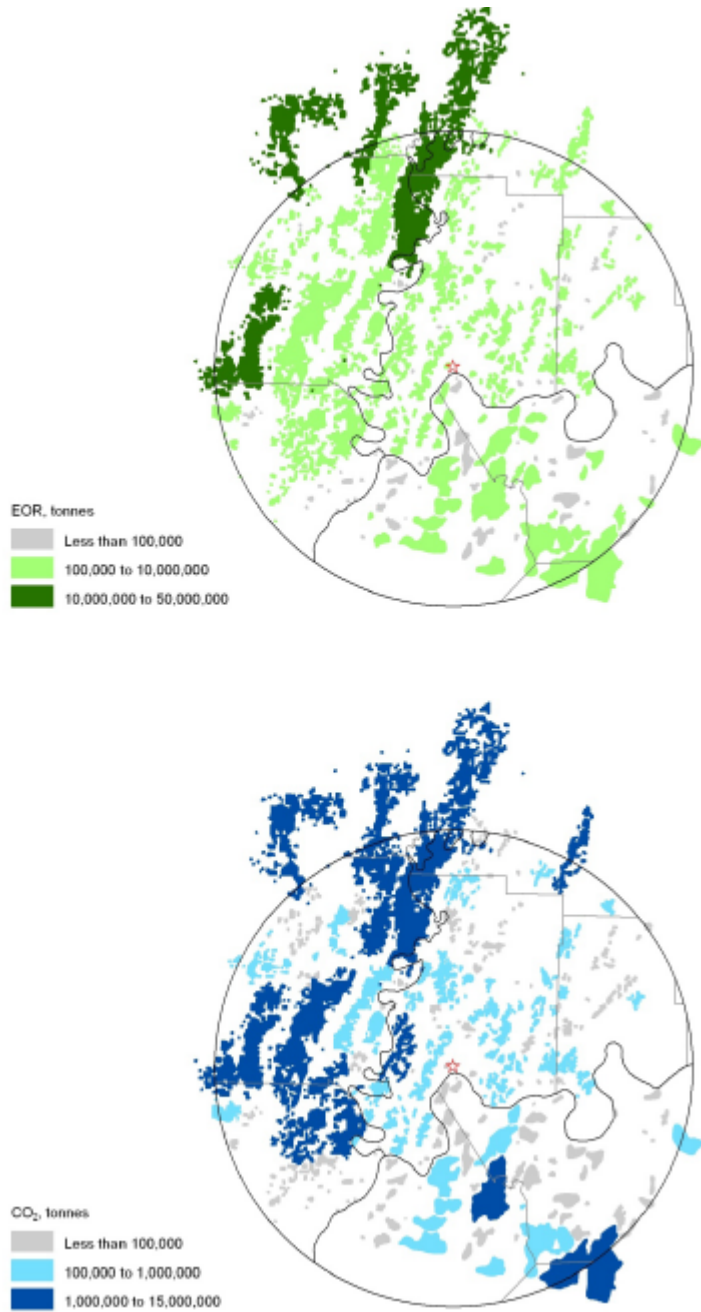 EOR, tonnes
Less than 100,000
100,000 to 10,000,000
10,000,000 to 50,000,000
CO₂, tonnes
Less than 100,000
100,000 to 1,000,000
1,000,000 to 15,000,000